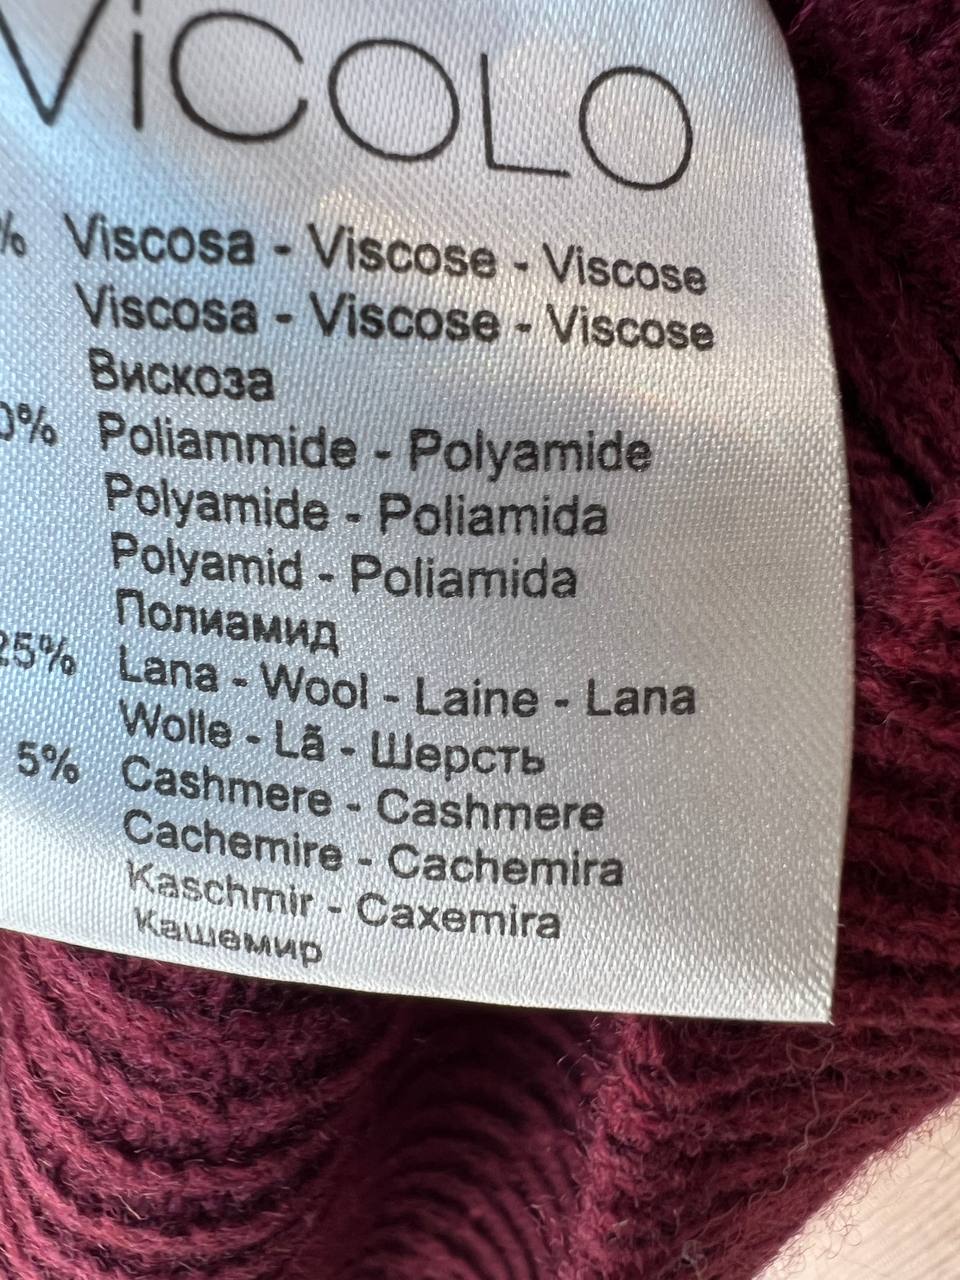 ViCOLO
% Viscosa - Viscose - Viscose
Viscosa - Viscose - Viscose
Вискоза
0% Poliammide - Polyamide
Polyamide - Poliamida
Polyamid - Poliamida
Полиамид
25% Lana - Wool - Laine - Lana
Wolle - Lã - Шерсть
5% Cashmere - Cashmere
Cachemire - Cachemira
Kaschmir - Caxemira
Кашемир